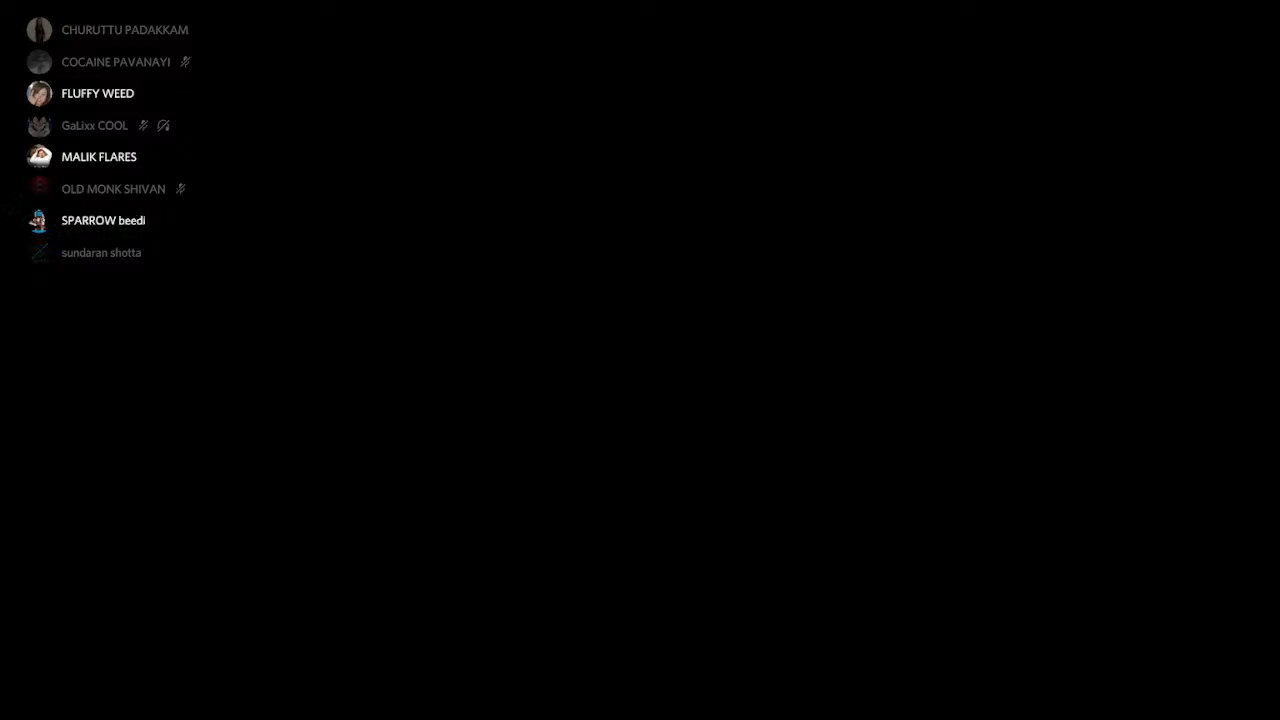 CHURUTTU PADAKKAM
COCAINE PAVANAYI
FLUFFY WEED
GaLixx COOL
MALIK FLARES
OLD MONK SHIVAN
SPARROW beedi
sundaran shotta